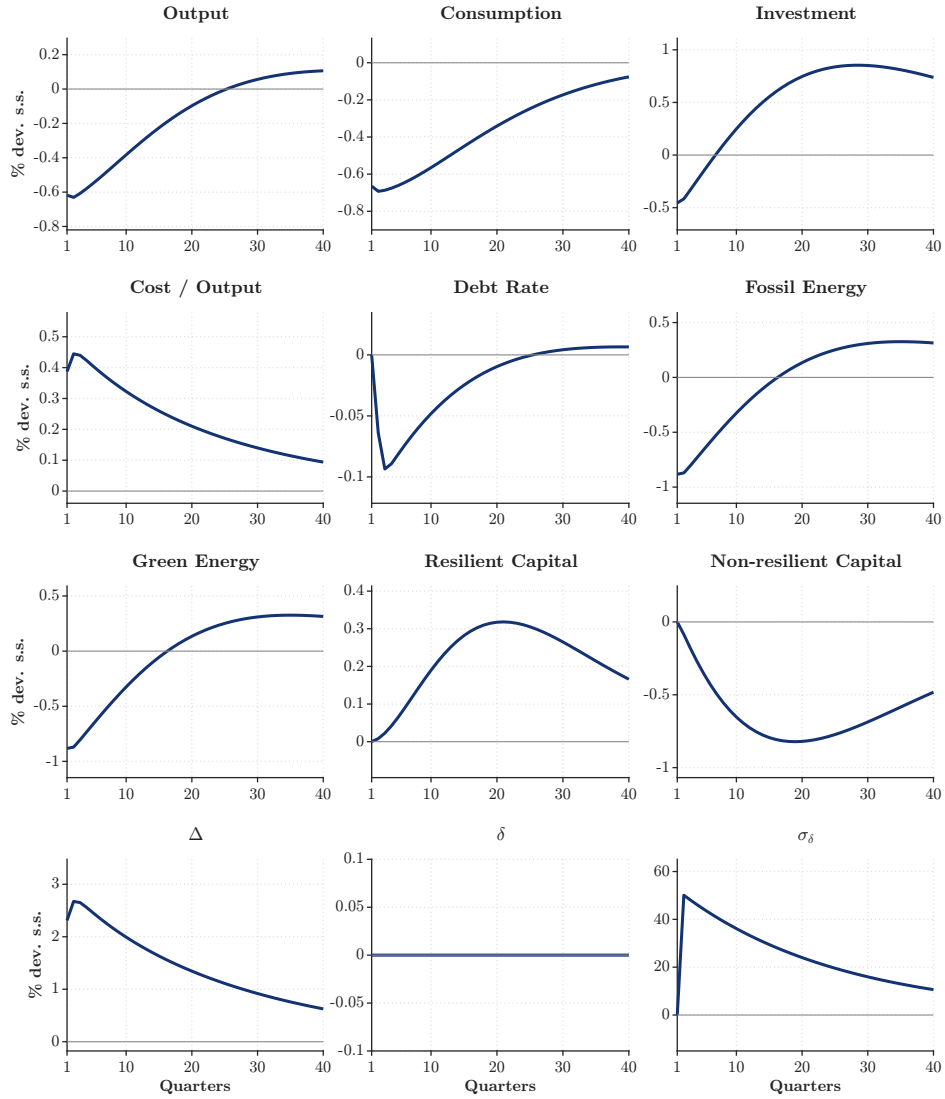 Output
Consumption
Investment
% dev. s.s.
0.2
0
-0.2
-0.4
-0.6
-0.8
1 10 20 30 40
0
-0.2
-0.4
-0.6
-0.8
1 10 20 30 40
1
0.5
0
-0.5
1 10 20 30 40
Cost / Output
Debt Rate
Fossil Energy
% dev. s.s.
0.5
0.4
0.3
0.2
0.1
0
1 10 20 30 40
0
-0.05
-0.1
1 10 20 30 40
0.5
0
-0.5
-1
1 10 20 30 40
Green Energy
Resilient Capital
Non-resilient Capital
% dev. s.s.
0.5
0
-0.5
-1
1 10 20 30 40
0.4
0.3
0.2
0.1
0
1 10 20 30 40
0
-0.5
-1
1 10 20 30 40
Δ
δ
σδ
% dev. s.s.
3
2
1
0
1 10 20 30 40
Quarters
0.1
0.05
0
-0.05
-0.1
1 10 20 30 40
Quarters
60
40
20
0
1 10 20 30 40
Quarters